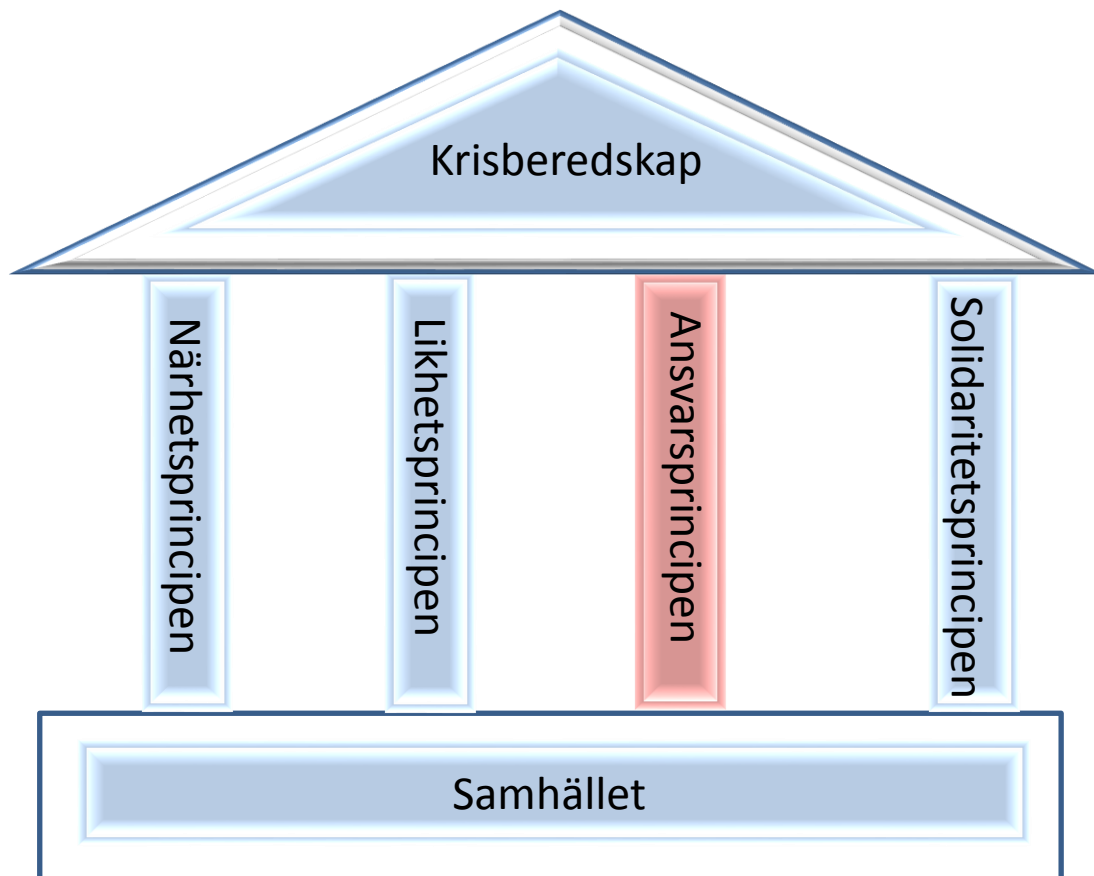 Krisberedskap
Närhetsprincipen
Likhetsprincipen
Ansvarsprincipen
Solidaritetsprincipen
Samhället